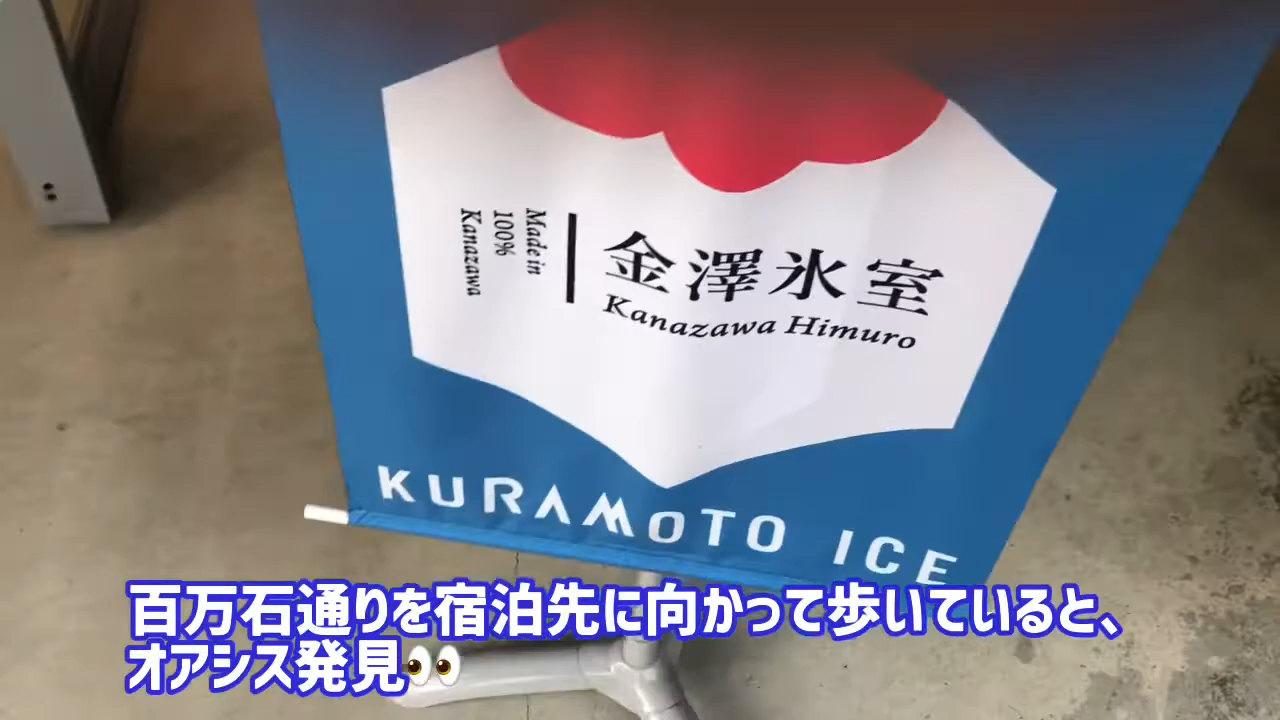 金澤氷室
Kanazawa Himuro
Made in
100%
Kanazawa
KURAMOTO ICE
百万石通りを宿泊先に向かって歩いていると、
オアシス発見👀